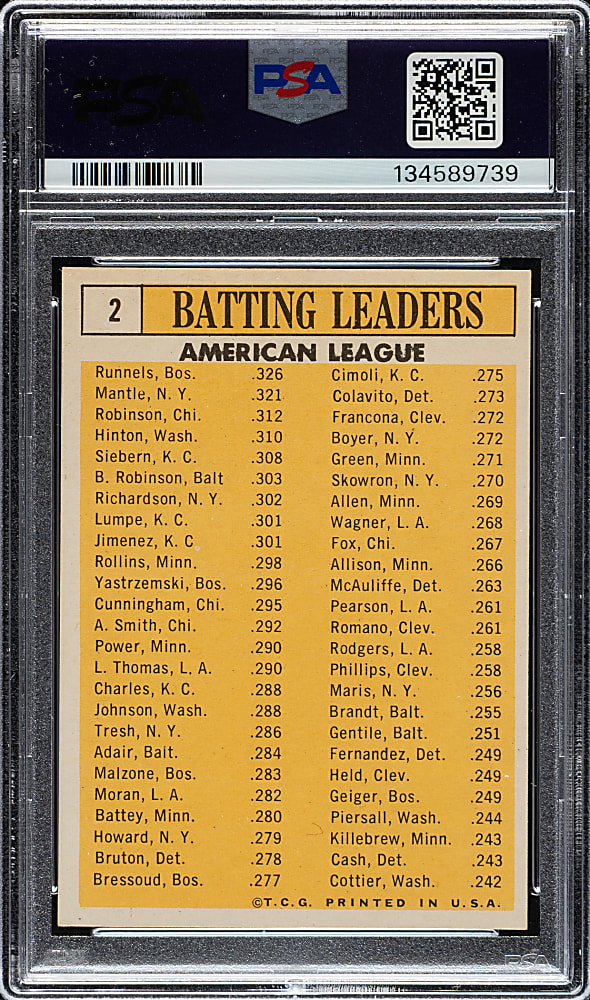 PSA
PSA
134589739
2 BATTING LEADERS
AMERICAN LEAGUE
Runnels, Bos. .326
Mantle, N. Y. .321
Robinson, Chi. .312
Hinton, Wash. .310
Siebern, K. C. .308
B. Robinson, Balt .303
Richardson, N. Y. .302
Lumpe, K. C. .301
Jimenez, K. C .301
Rollins, Minn. .298
Yastrzemski, Bos. .296
Cunningham, Chi. .295
A. Smith, Chi. .292
Power, Minn. .290
L. Thomas, L. A. .290
Charles, K. C. .288
Johnson, Wash. .288
Tresh, N. Y. .286
Adair, Bait. .284
Malzone, Bos. .283
Moran, L. A. .282
Battey, Minn. .280
Howard, N. Y. .279
Bruton, Det. .278
Bressoud, Bos. .277
Cimoli, K. C. .275
Colavito, Det. .273
Francona, Clev. .272
Boyer, N. Y. .272
Green, Minn. .271
Skowron, N. Y. .270
Allen, Minn. .269
Wagner, L. A. .268
Fox, Chi. .267
Allison, Minn. .266
McAuliffe, Det. .263
Pearson, L. A. .261
Romano, Clev. .261
Rodgers, L. A. .258
Phillips, Clev. .258
Maris, N. Y. .256
Brandt, Balt. .255
Gentile, Balt. .251
Fernandez, Det. .249
Held, Clev. .249
Geiger, Bos. .249
Piersall, Wash. .244
Killebrew, Minn. .243
Cash, Det. .243
Cottier, Wash. .242
©T.C.G. PRINTED IN U.S.A.
PSA